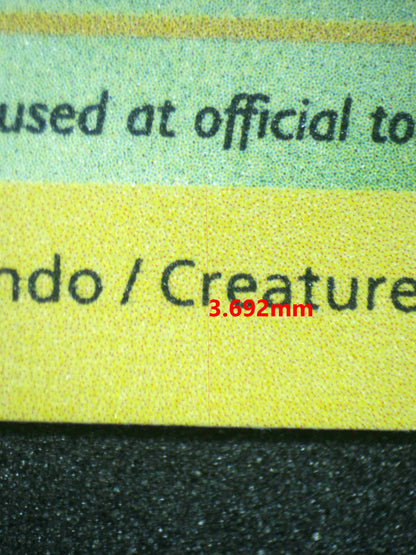 used at official to
ndo / Creature
3.692mm